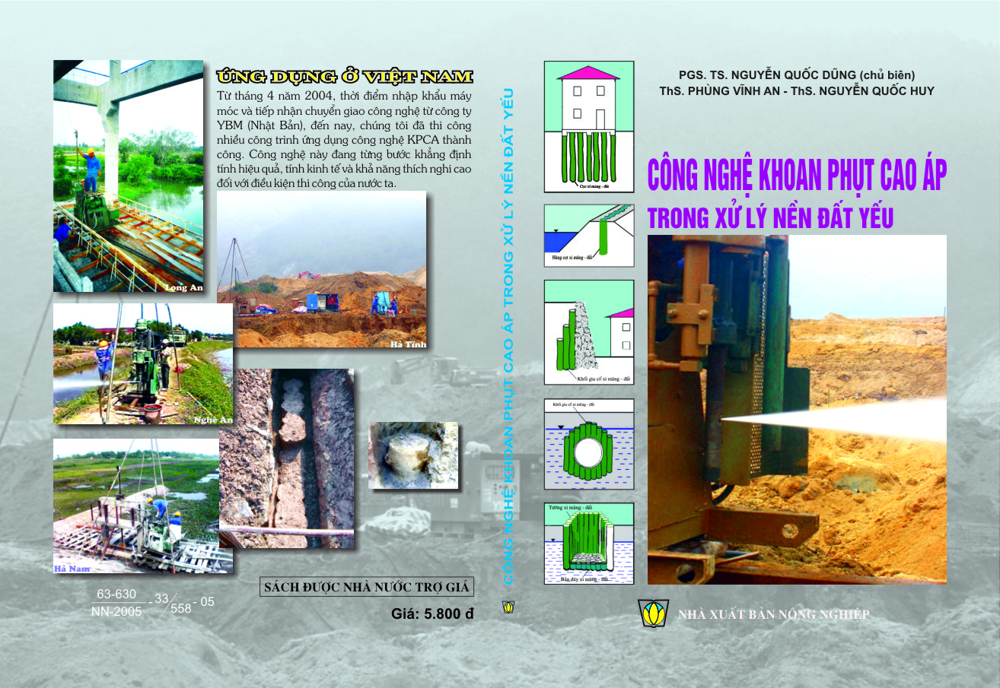 ỨNG DỤNG Ở VIỆT NAM
Từ tháng 4 năm 2004, thời điểm nhập khẩu máy
móc và tiếp nhận chuyển giao công nghệ từ công ty
YBM (Nhật Bản), đến nay, chúng tôi đã thi công
nhiều công trình ứng dụng công nghệ KPCA thành
công. Công nghệ này đang từng bước khẳng định
tính hiệu quả, tính kinh tế và khả năng thích nghi cao
đối với điều kiện thi công của nước ta.
Long An
Hà Tĩnh
Nghệ An
Hà Nam
63-630
NN-2005
- 33/558 - 05
SÁCH ĐƯỢC NHÀ NƯỚC TRỢ GIÁ
Giá: 5.800 đ
CÔNG NGHỆ KHOAN PHỤT CAO ÁP TRONG XỬ LÝ NỀN ĐẤT YẾU
Cọc xi măng - đất
Hàng cọt xi măng - đất
Khối gia cố xi măng - đất
Khối gia cố xi măng - đất
Tường xi măng - đất
Bản đáy xi măng - đất
PGS. TS. NGUYỄN QUỐC DŨNG (chủ biên)
ThS. PHÙNG VĨNH AN - ThS. NGUYỄN QUỐC HUY
CÔNG NGHỆ KHOAN PHỤT CAO ÁP
TRONG XỬ LÝ NỀN ĐẤT YẾU
NHÀ XUẤT BẢN NÔNG NGHIỆP